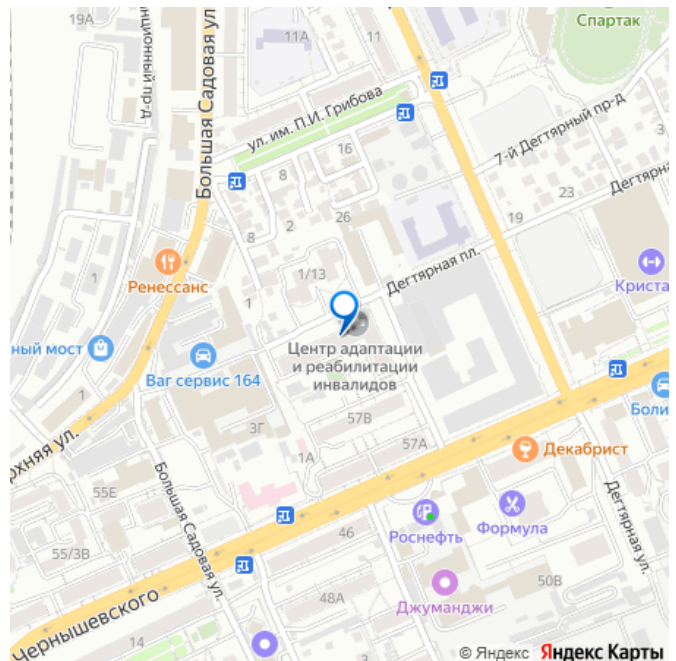 19А
11А
11
Спартак
Большая Садовая ул.
ул. им. П.И. Грибова
7-й Дегтярный пр-д
16
8
Дегтярна
23
2
26
19
8
1/13
Дегтярная пл.
1
Ренессанс
1
Криста
Центр адаптации
и реабилитации
инвалидов
ный мост
Ваг сервис 164
1
Боли
57В
3Г
рхняя ул.
57А
Декабрист
1А
Большая Садовая ул.
55Е
Роснефть
Формула
Дегтярная ул.
46
55/3В
50В
48А
Джуманджи
Чернышевского
14
© Яндекс Яндекс Карты